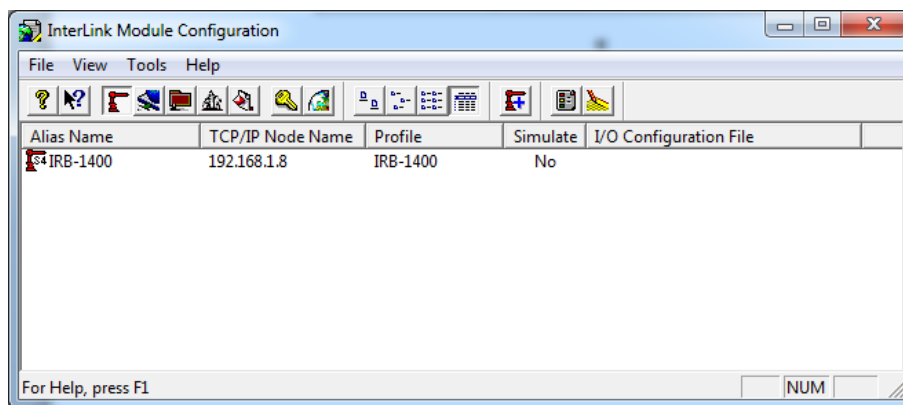 InterLink Module Configuration
File View Tools Help
Alias Name TCP/IP Node Name Profile Simulate I/O Configuration File
S4 IRB-1400 192.168.1.8 IRB-1400 No
For Help, press F1 NUM